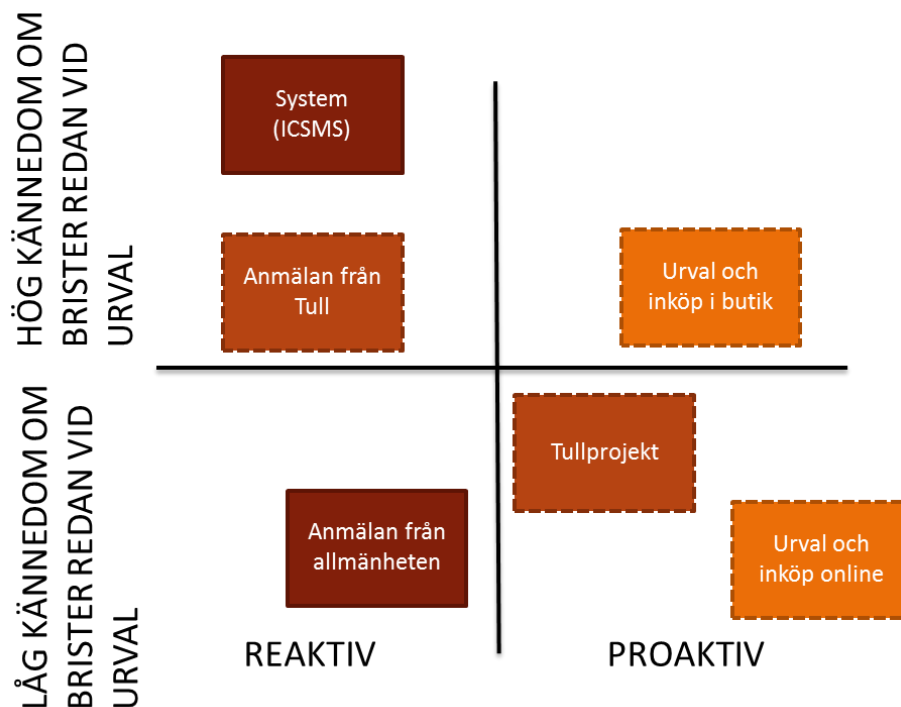 HÖG KÄNNEDOM OM
BRISTER REDAN VID
URVAL
System
(ICSMS)
Anmälan från
Tull
Urval och
inköp i butik
LÅG KÄNNEDOM OM
BRISTER REDAN VID
URVAL
Tullprojekt
Anmälan från
allmänheten
Urval och
inköp online
REAKTIV
PROAKTIV